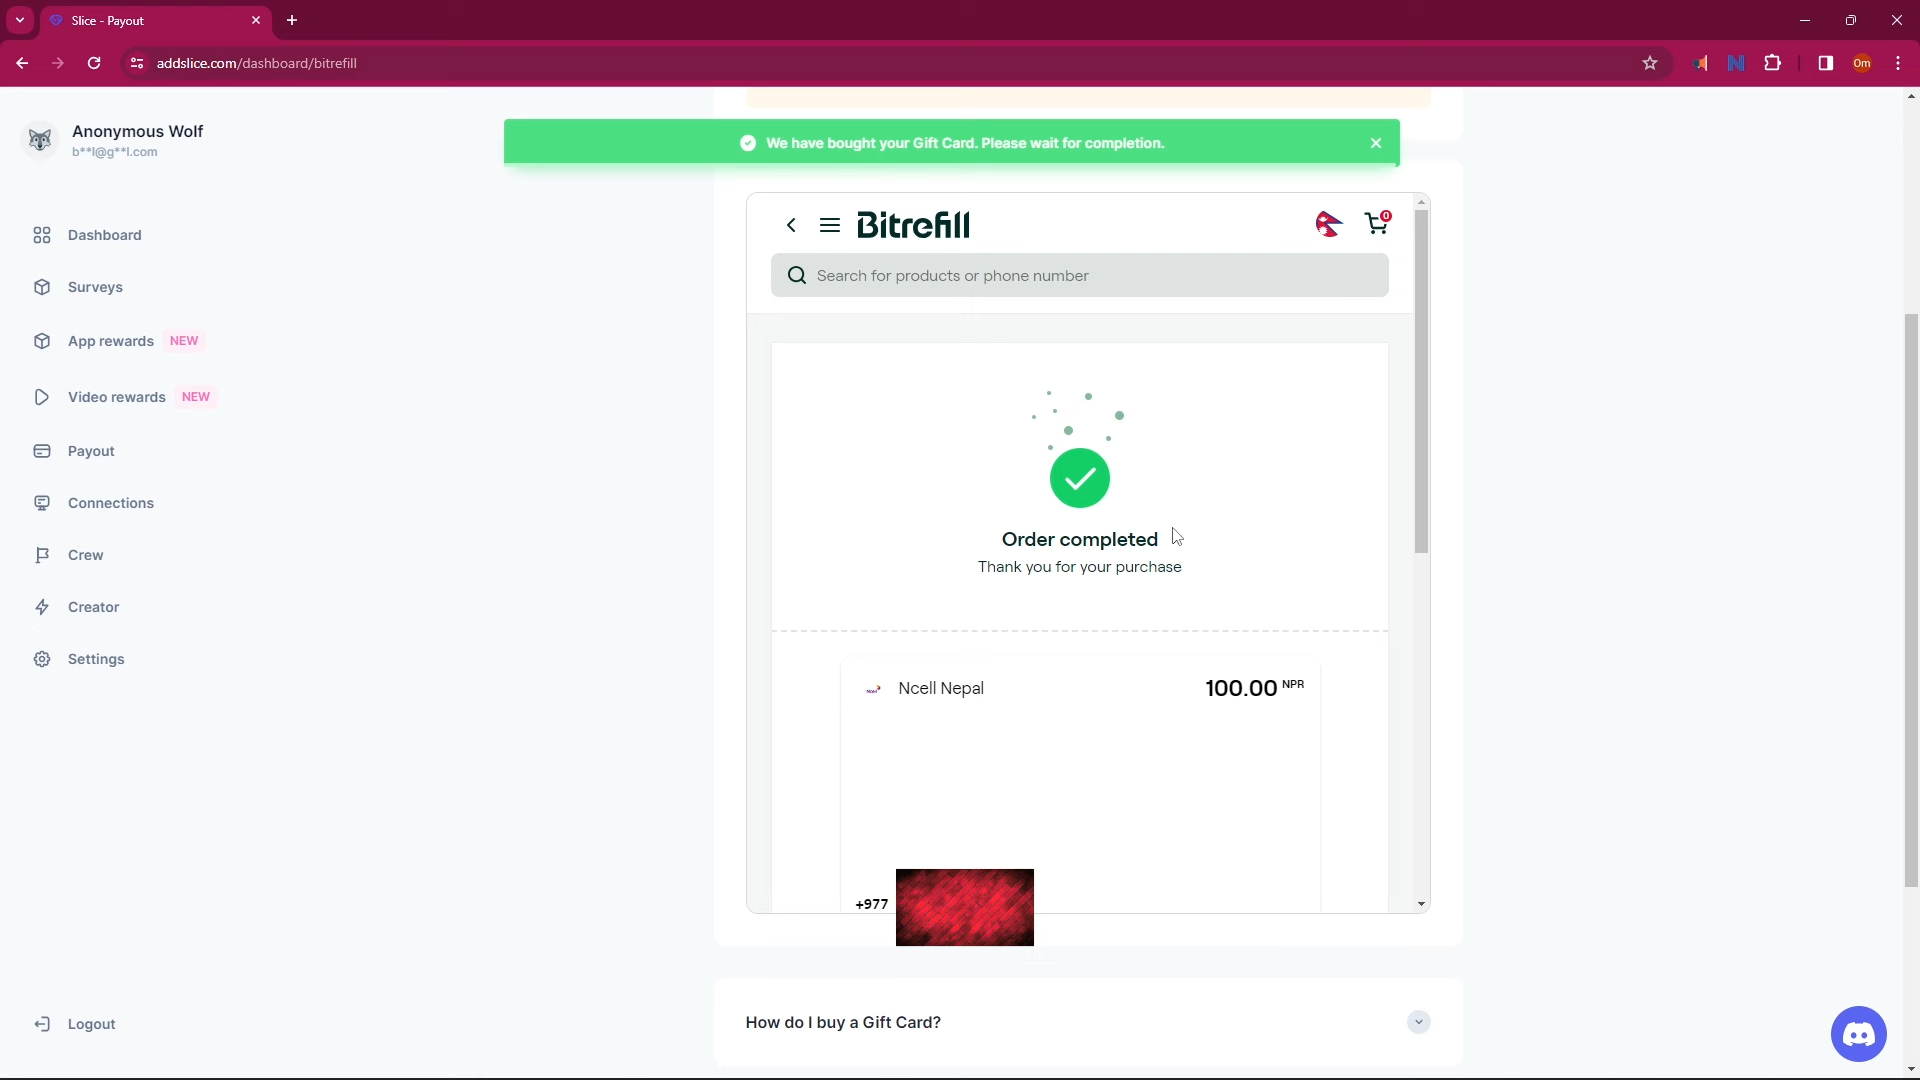 Slice - Payout
addslice.com/dashboard/bitrefill
Om
Anonymous Wolf
b**l@g**l.com
We have bought your Gift Card. Please wait for completion.
Dashboard
Surveys
App rewards NEW
Video rewards NEW
Payout
Connections
Crew
Creator
Settings
Logout
Bitrefill
0
Search for products or phone number
Order completed
Thank you for your purchase
Ncell Nepal
100.00 NPR
+977
How do I buy a Gift Card?